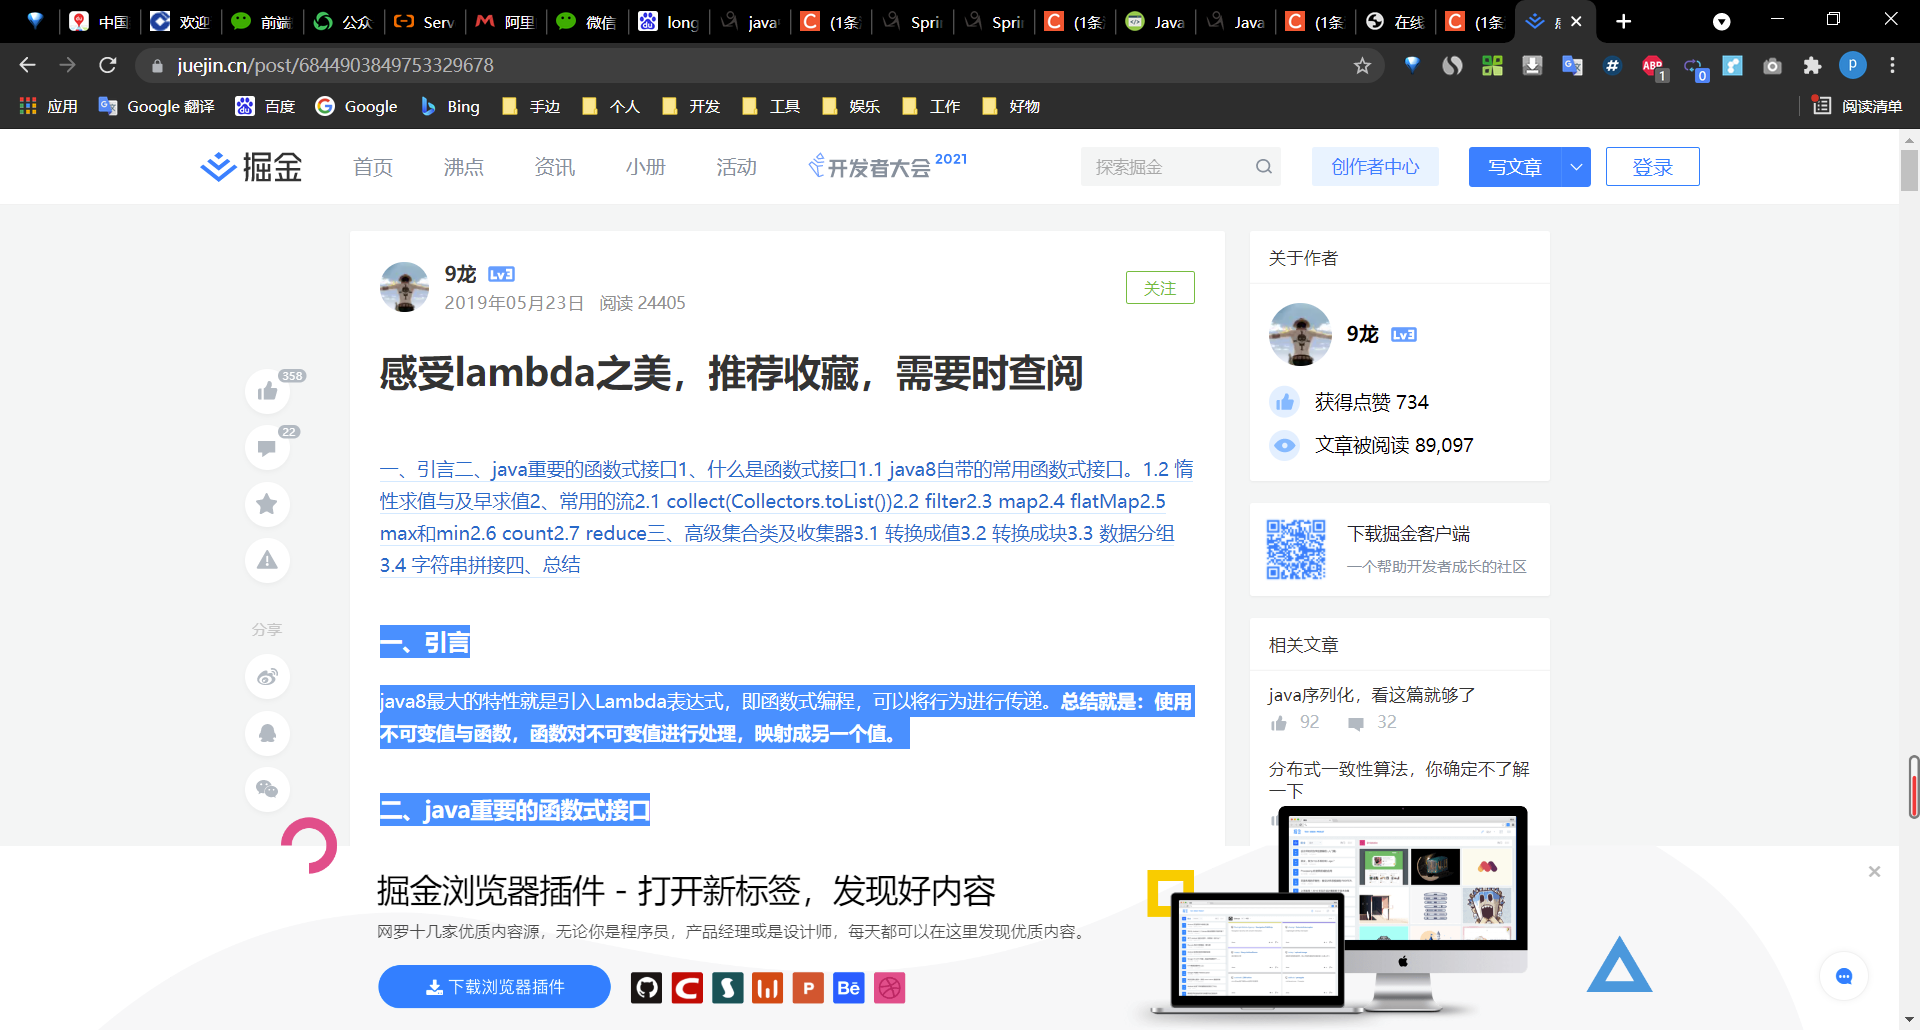 中国
欢迎
前端
公众
Serv
阿里
微信
long
java
(1条
Spri
Spri
(1条
Java
Java
(1条
在线
(1条
juejin.cn/post/6844903849753329678
ABP
1
0
P
应用
Google 翻译
百度
Google
Bing
手边
个人
开发
工具
娱乐
工作
好物
阅读清单
掘金
首页
沸点
资讯
小册
活动
开发者大会 2021
探索掘金
创作者中心
写文章
登录
9龙 Lv3
2019年05月23日 阅读 24405
关注
感受lambda之美，推荐收藏，需要时查阅
358
22
分享
一、引言二、java重要的函数式接口1、什么是函数式接口1.1 java8自带的常用函数式接口。1.2 惰
性求值与及早求值2、常用的流2.1 collect(Collectors.toList())2.2 filter2.3 map2.4 flatMap2.5
max和min2.6 count2.7 reduce三、高级集合类及收集器3.1 转换成值3.2 转换成块3.3 数据分组
3.4 字符串拼接四、总结
一、引言
java8最大的特性就是引入Lambda表达式，即函数式编程，可以将行为进行传递。总结就是：使用
不可变值与函数，函数对不可变值进行处理，映射成另一个值。
二、java重要的函数式接口
关于作者
9龙 Lv3
获得点赞 734
文章被阅读 89,097
下载掘金客户端
一个帮助开发者成长的社区
相关文章
java序列化，看这篇就够了
92 32
分布式一致性算法，你确定不了解
一下
掘金浏览器插件 - 打开新标签，发现好内容
网罗十几家优质内容源，无论你是程序员，产品经理或是设计师，每天都可以在这里发现优质内容。
下载浏览器插件
P
Bē